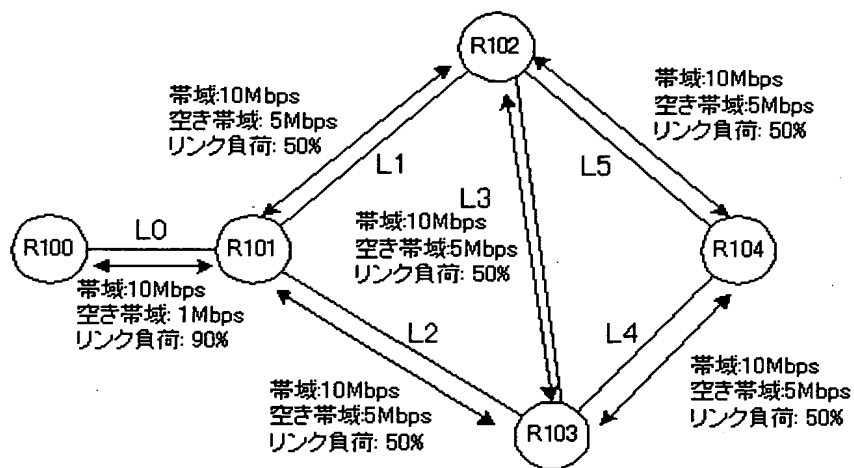 R102
帯域:10Mbps
空き帯域: 5Mbps
リンク負荷: 50%
帯域:10Mbps
空き帯域:5Mbps
リンク負荷: 50%
L1
L3
L5
帯域:10Mbps
空き帯域:5Mbps
リンク負荷: 50%
R100
L0
R101
R104
帯域:10Mbps
空き帯域: 1Mbps
リンク負荷: 90%
L2
L4
帯域:10Mbps
空き帯域:5Mbps
リンク負荷: 50%
帯域:10Mbps
空き帯域:5Mbps
リンク負荷: 50%
R103